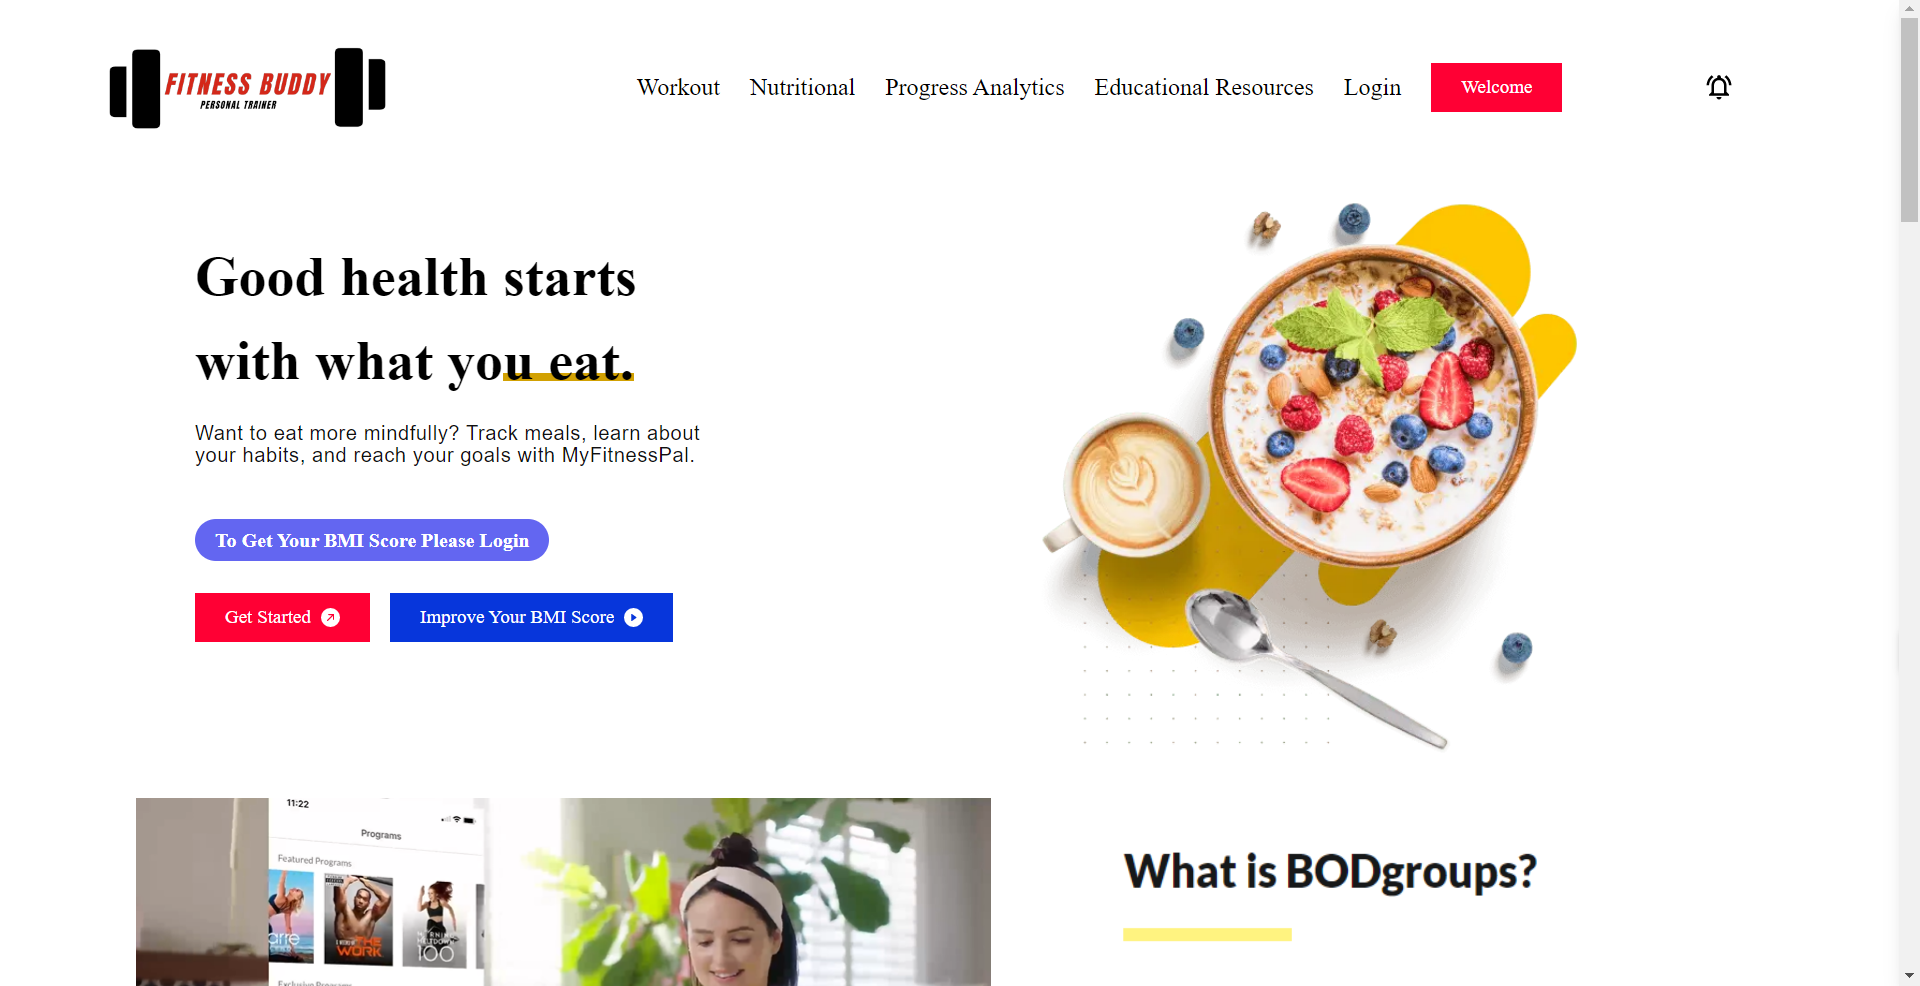 FITNESS BUDDY
PERSONAL TRAINER
Workout
Nutritional
Progress Analytics
Educational Resources
Login
Welcome
Good health starts
with what you eat.
Want to eat more mindfully? Track meals, learn about
your habits, and reach your goals with MyFitnessPal.
To Get Your BMI Score Please Login
Get Started
Improve Your BMI Score
11:22
Programs
Featured Programs
THE
WORK
100
What is BODgroups?